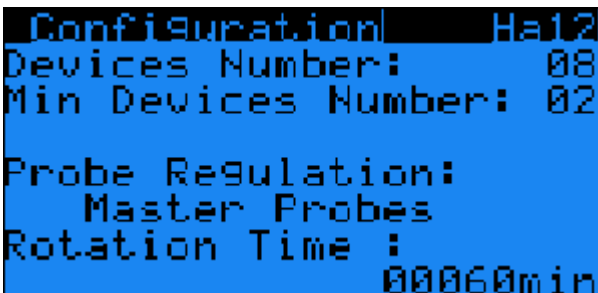 Configuration Ha12
Devices Number: 08
Min Devices Number: 02
Probe Regulation:
Master Probes
Rotation Time :
00060min